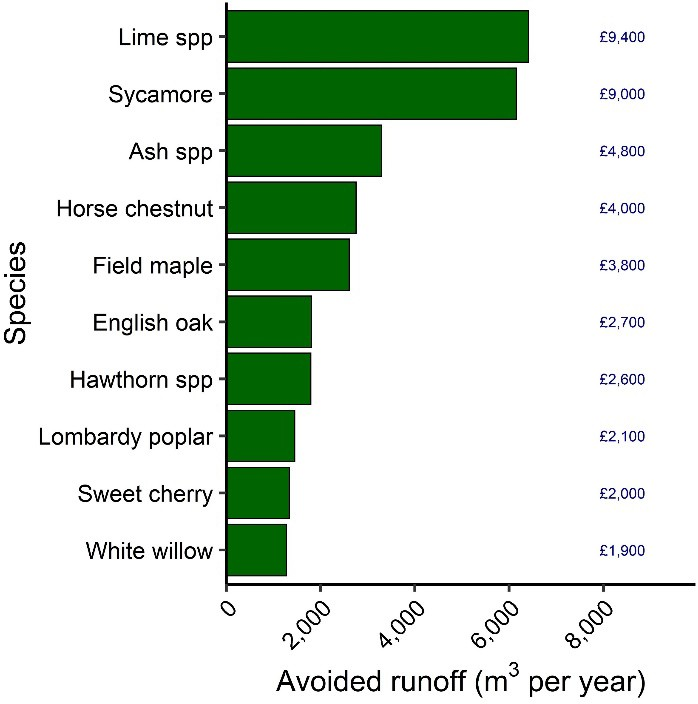 Lime spp £9,400
Sycamore £9,000
Ash spp £4,800
Horse chestnut £4,000
Field maple £3,800
English oak £2,700
Hawthorn spp £2,600
Lombardy poplar £2,100
Sweet cherry £2,000
White willow £1,900
Species
0 2,000 4,000 6,000 8,000
Avoided runoff (m³ per year)